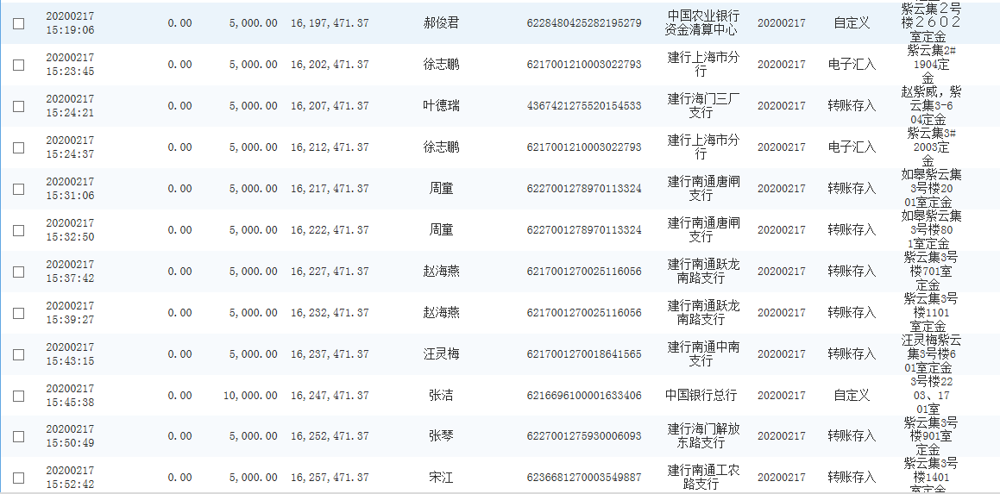 20200217 15:19:06 0.00 5,000.00 16,197,471.37 郝俊君 6228480425282195279 中国农业银行资金清算中心 20200217 自定义 紫云集２号楼２６０２室定金
20200217 15:23:45 0.00 5,000.00 16,202,471.37 徐志鹏 6217001210003022793 建行上海市分行 20200217 电子汇入 紫云集2#1904定金
20200217 15:24:21 0.00 5,000.00 16,207,471.37 叶德瑞 4367421275520154533 建行海门三厂支行 20200217 转账存入 赵紫威，紫云集3-604定金
20200217 15:24:37 0.00 5,000.00 16,212,471.37 徐志鹏 6217001210003022793 建行上海市分行 20200217 电子汇入 紫云集3#2003定金
20200217 15:31:06 0.00 5,000.00 16,217,471.37 周童 6227001278970113324 建行南通唐闸支行 20200217 转账存入 如皋紫云集3号楼2001室定金
20200217 15:32:50 0.00 5,000.00 16,222,471.37 周童 6227001278970113324 建行南通唐闸支行 20200217 转账存入 如皋紫云集3号楼801室定金
20200217 15:37:42 0.00 5,000.00 16,227,471.37 赵海燕 6217001270025116056 建行南通跃龙南路支行 20200217 转账存入 紫云集3号楼701室定金
20200217 15:39:27 0.00 5,000.00 16,232,471.37 赵海燕 6217001270025116056 建行南通跃龙南路支行 20200217 转账存入 紫云集3号楼1101室定金
20200217 15:43:15 0.00 5,000.00 16,237,471.37 汪灵梅 6217001270018641565 建行南通中南支行 20200217 转账存入 汪灵梅紫云集3号楼601室定金
20200217 15:45:38 0.00 10,000.00 16,247,471.37 张洁 6216696100001633406 中国银行总行 20200217 自定义 3号楼2203、1701室
20200217 15:50:49 0.00 5,000.00 16,252,471.37 张琴 6227001275930006093 建行海门解放东路支行 20200217 转账存入 紫云集3号楼901室定金
20200217 15:52:42 0.00 5,000.00 16,257,471.37 宋江 6236681270003549887 建行南通工农路支行 20200217 转账存入 紫云集3号楼1401室定金